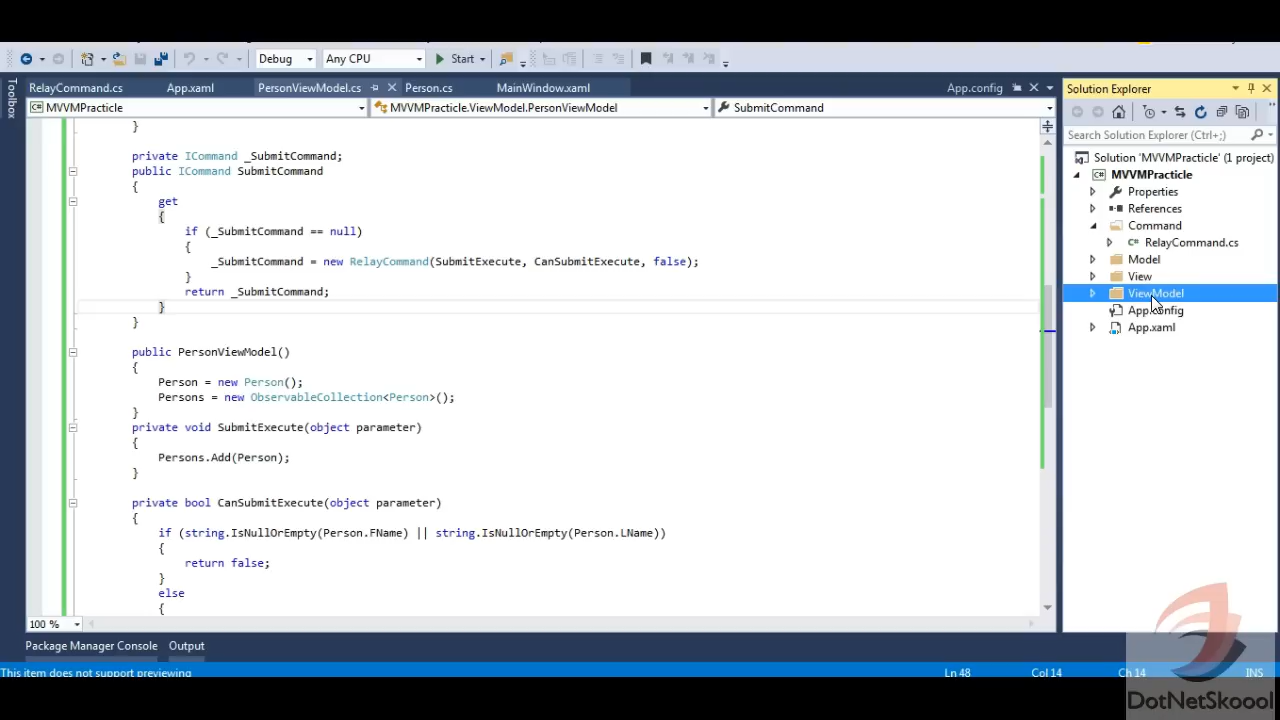 Debug
Any CPU
Start
Toolbox
RelayCommand.cs
App.xaml
PersonViewModel.cs
Person.cs
MainWindow.xaml
App.config
MVVMPracticle
MVVMPracticle.ViewModel.PersonViewModel
SubmitCommand
}
private ICommand _SubmitCommand;
public ICommand SubmitCommand
{
get
{
if (_SubmitCommand == null)
{
_SubmitCommand = new RelayCommand(SubmitExecute, CanSubmitExecute, false);
}
return _SubmitCommand;
}
}
public PersonViewModel()
{
Person = new Person();
Persons = new ObservableCollection<Person>();
}
private void SubmitExecute(object parameter)
{
Persons.Add(Person);
}
private bool CanSubmitExecute(object parameter)
{
if (string.IsNullOrEmpty(Person.FName) || string.IsNullOrEmpty(Person.LName))
{
return false;
}
else
{
100 %
Solution Explorer
Search Solution Explorer (Ctrl+;)
Solution 'MVVMPracticle' (1 project)
MVVMPracticle
Properties
References
Command
RelayCommand.cs
Model
View
ViewModel
App.config
App.xaml
Package Manager Console
Output
This item does not support previewing
Ln 48
Col 14
Ch 14
INS
DotNetSkoool